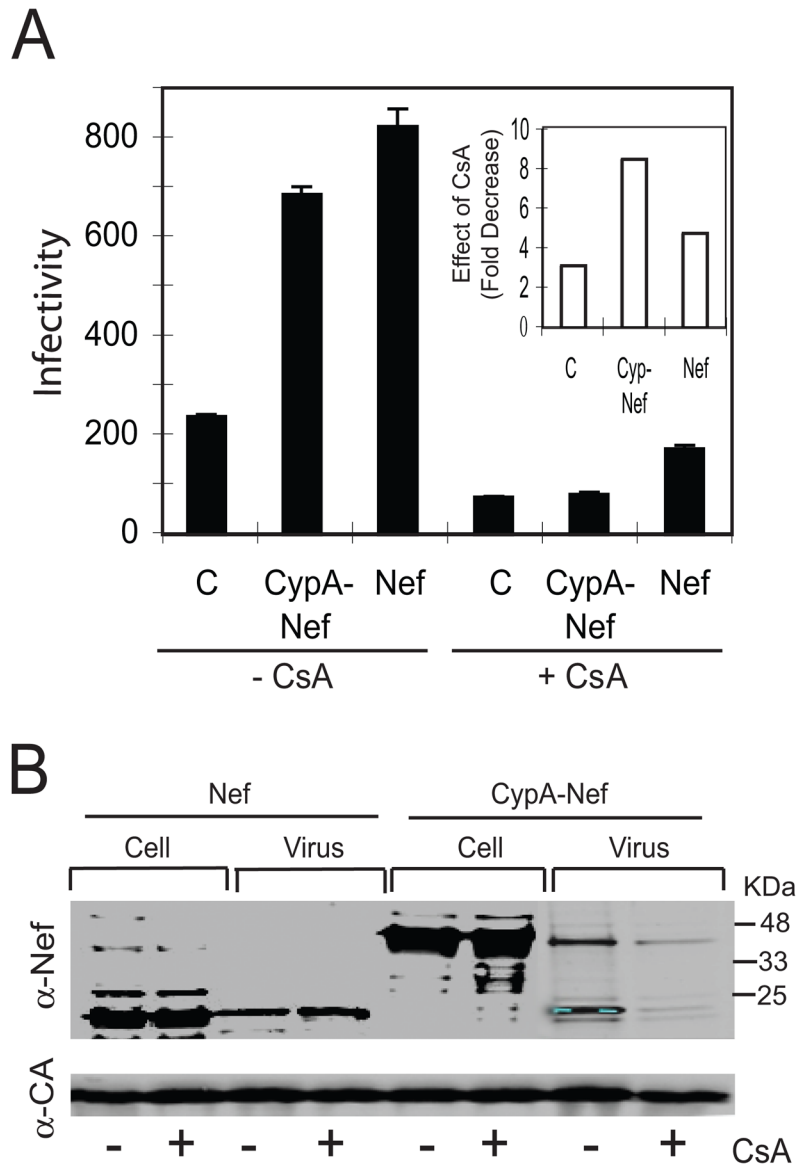 A
Infectivity
800
600
400
200
0
Effect of CsA
(Fold Decrease)
10
8
6
4
2
0
C Cyp- Nef
Nef
C CypA- Nef C CypA- Nef
Nef Nef
- CsA + CsA
B
Nef CypA-Nef
Cell Virus Cell Virus
KDa
α-Nef
48
33
25
α-CA
- + - + - + - + CsA